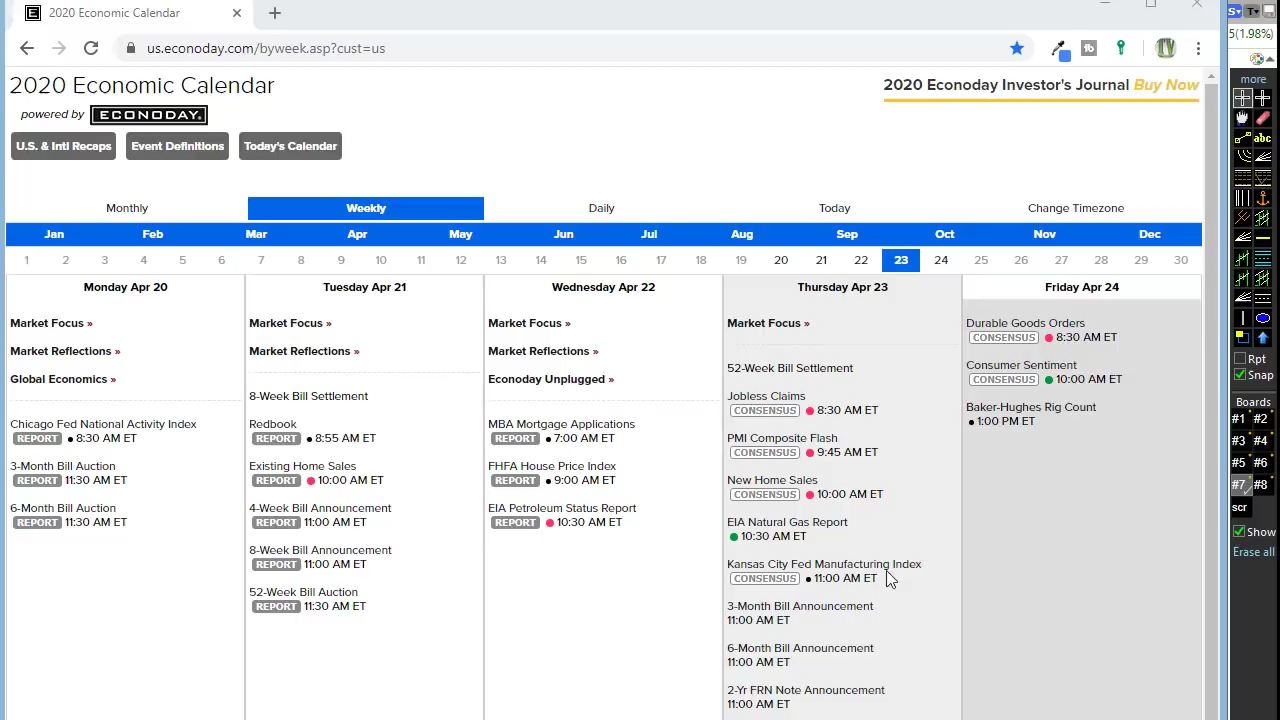 2020 Economic Calendar
us.econoday.com/byweek.asp?cust=us
2020 Economic Calendar
2020 Econoday Investor's Journal Buy Now
powered by ECONODAY.
U.S. & Intl Recaps Event Definitions Today's Calendar
Monthly Weekly Daily Today Change Timezone
Jan Feb Mar Apr May Jun Jul Aug Sep Oct Nov Dec
1 2 3 4 5 6 7 8 9 10 11 12 13 14 15 16 17 18 19 20 21 22 23 24 25 26 27 28 29 30
Monday Apr 20
Market Focus »
Market Reflections »
Global Economics »
Chicago Fed National Activity Index
REPORT 8:30 AM ET
3-Month Bill Auction
REPORT 11:30 AM ET
6-Month Bill Auction
REPORT 11:30 AM ET
Tuesday Apr 21
Market Focus »
Market Reflections »
8-Week Bill Settlement
Redbook
REPORT 8:55 AM ET
Existing Home Sales
REPORT 10:00 AM ET
4-Week Bill Announcement
REPORT 11:00 AM ET
8-Week Bill Announcement
REPORT 11:00 AM ET
52-Week Bill Auction
REPORT 11:30 AM ET
Wednesday Apr 22
Market Focus »
Market Reflections »
Econoday Unplugged »
MBA Mortgage Applications
REPORT 7:00 AM ET
FHFA House Price Index
REPORT 9:00 AM ET
EIA Petroleum Status Report
REPORT 10:30 AM ET
Thursday Apr 23
Market Focus »
52-Week Bill Settlement
Jobless Claims
CONSENSUS 8:30 AM ET
PMI Composite Flash
CONSENSUS 9:45 AM ET
New Home Sales
CONSENSUS 10:00 AM ET
EIA Natural Gas Report
10:30 AM ET
Kansas City Fed Manufacturing Index
CONSENSUS 11:00 AM ET
3-Month Bill Announcement
11:00 AM ET
6-Month Bill Announcement
11:00 AM ET
2-Yr FRN Note Announcement
11:00 AM ET
Friday Apr 24
Durable Goods Orders
CONSENSUS 8:30 AM ET
Consumer Sentiment
CONSENSUS 10:00 AM ET
Baker-Hughes Rig Count
1:00 PM ET
S T
5(1.98%)
more
abc
Rpt
Snap
Boards
#1 #2
#3 #4
#5 #6
#7 #8
scr
Show
Erase all